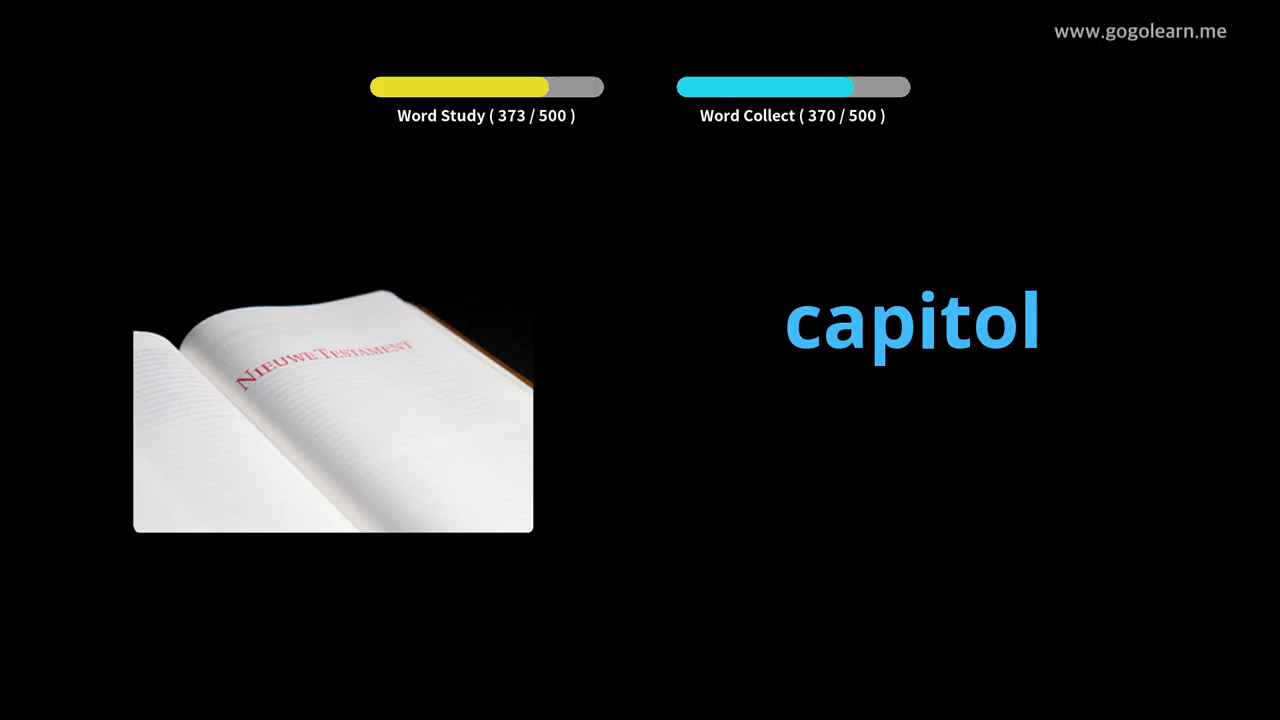 www.gogolearn.me
Word Study ( 373 / 500 )
Word Collect ( 370 / 500 )
NIEUWE TESTAMENT
capitol